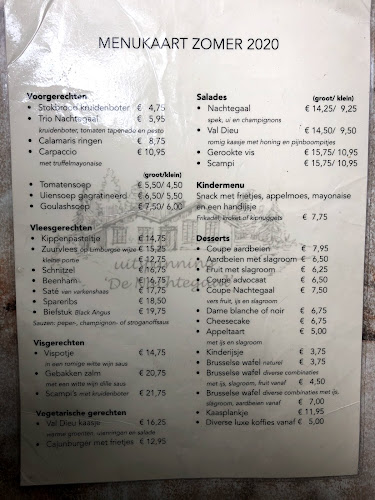 MENUKAART ZOMER 2020
Voorgerechten
• Stokbrood kruidenboter € 4,75
• Trio Nachtegaal € 5,95
kruidenboter, tomaten tapenade en pesto
• Calamaris ringen € 8,75
• Carpaccio € 10,95
met truffelmayonaise
(groot/klein)
• Tomatensoep € 5,50/ 4,50
• Uiensoep gegratineerd € 6,50/ 5,50
• Goulashsoep € 7,50/ 6,00
Vleesgerechten
• Kippenpasteitje € 14,75
• Zuurvlees op limburgse wijze € 15,25
kleine portie € 12,75
• Schnitzel € 16,75
• Beenham € 16,75
• Saté van varkenshaas € 17,75
• Spareribs € 18,50
• Biefstuk Black Angus € 19,75
Sauzen: peper-, champignon- of stroganoffsaus
Visgerechten
• Vispotje € 14,75
in een romige witte wijn saus
• Gebakken zalm € 20,75
met een witte wijn dille saus
• Scampi's met kruidenboter € 21,75
Vegetarische gerechten
• Val Dieu kaasje € 16,25
warme groenten, uienringen en salade
• Cejunburger met frietjes € 12,95
Salades (groot/ klein)
• Nachtegaal € 14,25/ 9,25
spek, ui en champignons
• Val Dieu € 14,50/ 9,50
romig kaasje met honing en pijnboompitjes
• Gerookte vis € 15,75/ 10,95
• Scampi € 15,75/ 10,95
Kindermenu
Snack met frietjes, appelmoes, mayonaise
en een handijsje
Frikadel, kroket of kipnuggets € 7,75
Desserts
• Coupe aardbeien € 7,95
• Aardbeien met slagroom € 6,50
• Fruit met slagroom € 6,25
• Coupe advocaat € 6,50
• Coupe Nachtegaal € 7,50
vers fruit, ijs en slagroom
• Dame blanche of noir € 6,75
• Cheesecake € 6,75
• Appeltaart € 5,00
met ijs en slagroom
• Kinderijsje € 3,75
• Brusselse wafel naturel € 3,75
• Brusselse wafel diverse combinaties
met ijs, slagroom, fruit vanaf € 4,50
• Brusselse wafel diverse combinaties met ijs,
slagroom, aardbeien vanaf € 7,00
• Kaasplankje € 11,95
• Diverse luxe koffies vanaf € 5,00